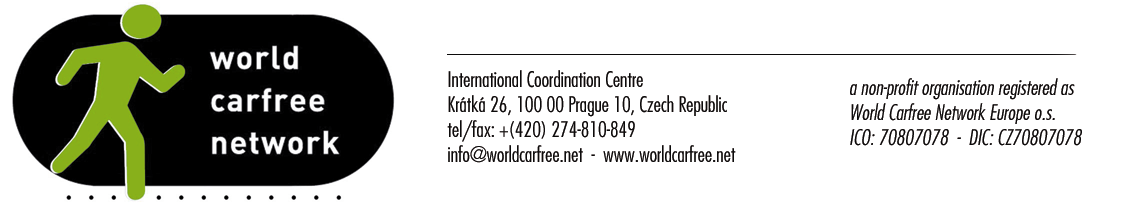 world
carfree
network
International Coordination Centre
Krátká 26, 100 00 Prague 10, Czech Republic
tel/fax: +(420) 274-810-849
info@worldcarfree.net - www.worldcarfree.net
a non-profit organisation registered as
World Carfree Network Europe o.s.
ICO: 70807078 - DIC: CZ70807078